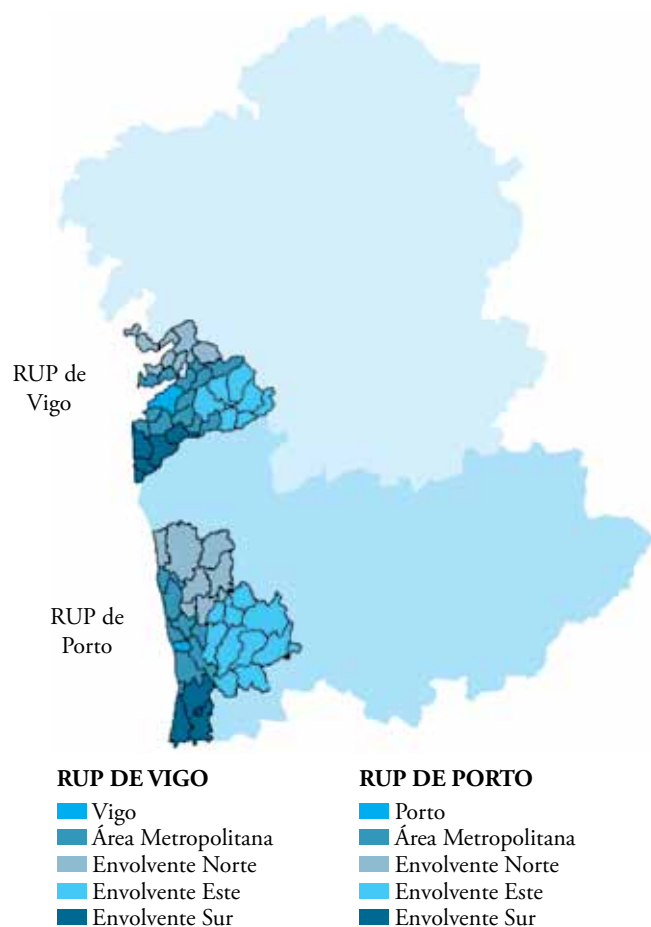 RUP de
Vigo
RUP de
Porto
RUP DE VIGO
Vigo
Área Metropolitana
Envolvente Norte
Envolvente Este
Envolvente Sur
RUP DE PORTO
Porto
Área Metropolitana
Envolvente Norte
Envolvente Este
Envolvente Sur